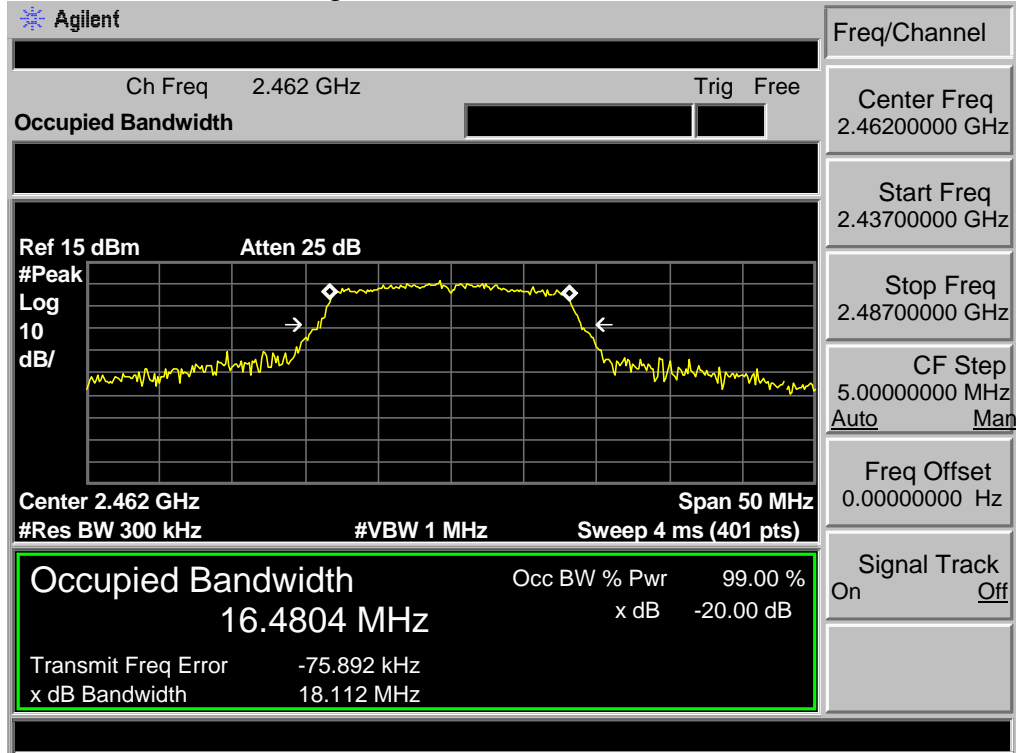 Agilent
Freq/Channel
Ch Freq 2.462 GHz Trig Free
Occupied Bandwidth
Center Freq
2.46200000 GHz
Start Freq
2.43700000 GHz
Stop Freq
2.48700000 GHz
CF Step
5.00000000 MHz
Auto Man
Freq Offset
0.00000000 Hz
Signal Track
On Off
Ref 15 dBm Atten 25 dB
#Peak
Log
10
dB/
Center 2.462 GHz Span 50 MHz
#Res BW 300 kHz #VBW 1 MHz Sweep 4 ms (401 pts)
Occupied Bandwidth Occ BW % Pwr 99.00 %
16.4804 MHz x dB -20.00 dB
Transmit Freq Error -75.892 kHz
x dB Bandwidth 18.112 MHz